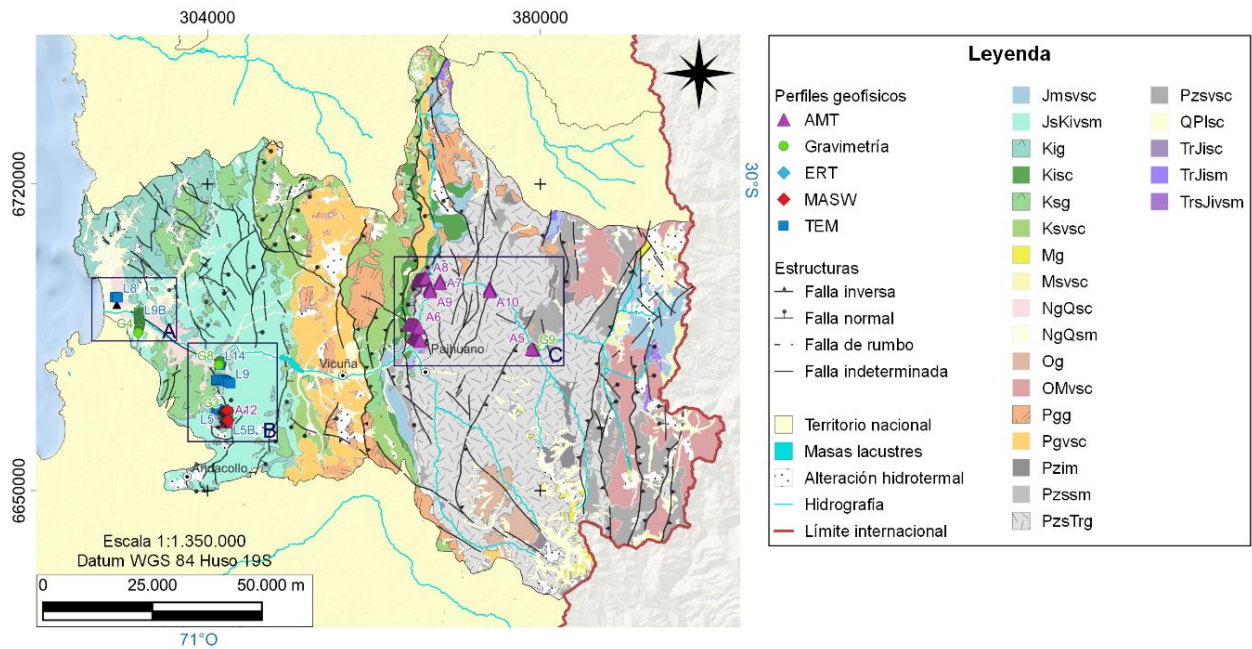 304000
380000
6720000
6650000
30°S
71°O
L8
L9B
G4
A
G8
L14
L9
G5
A12
L5
L5B
B
Andacollo
Vicuña
A8
A7
A9
A10
A6
Paihuano
A5
G9
C
Escala 1:1.350.000
Datum WGS 84 Huso 19S
0
25.000
50.000 m
Leyenda
Perfiles geofísicos
AMT
Gravimetría
ERT
MASW
TEM
Estructuras
Falla inversa
Falla normal
Falla de rumbo
Falla indeterminada
Territorio nacional
Masas lacustres
Alteración hidrotermal
Hidrografía
Límite internacional
Jmsvsc
JsKivsm
Kig
Kisc
Ksg
Ksvsc
Mg
Msvsc
NgQsc
NgQsm
Og
OMvsc
Pgg
Pgvsc
Pzim
Pzssm
PzsTrg
Pzsvsc
QPlsc
TrJisc
TrJism
TrsJivsm